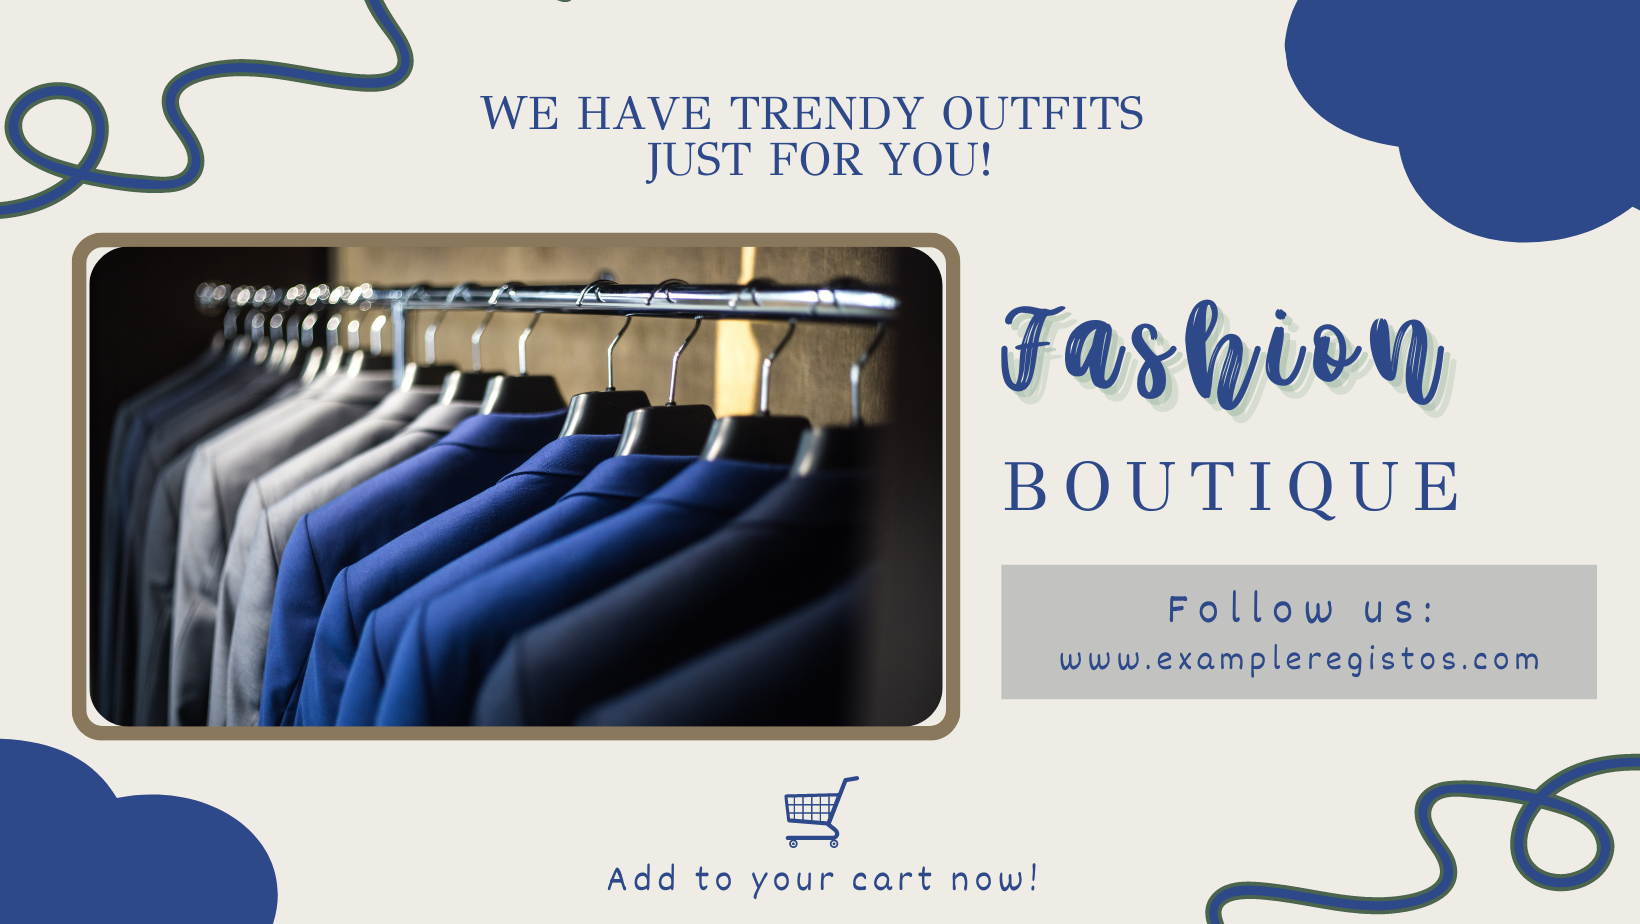 WE HAVE TRENDY OUTFITS
JUST FOR YOU!
Fashion
BOUTIQUE
Follow us:
www.exampleregistos.com
Add to your cart now!